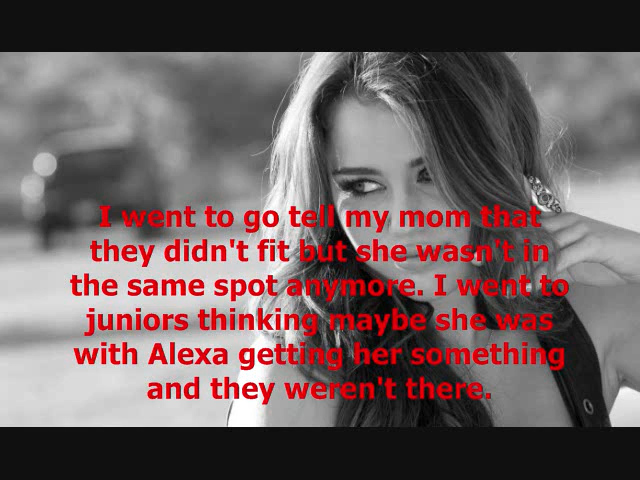 I went to go tell my mom that
they didn't fit but she wasn't in
the same spot anymore. I went to
juniors thinking maybe she was
with Alexa getting her something
and they weren't there.